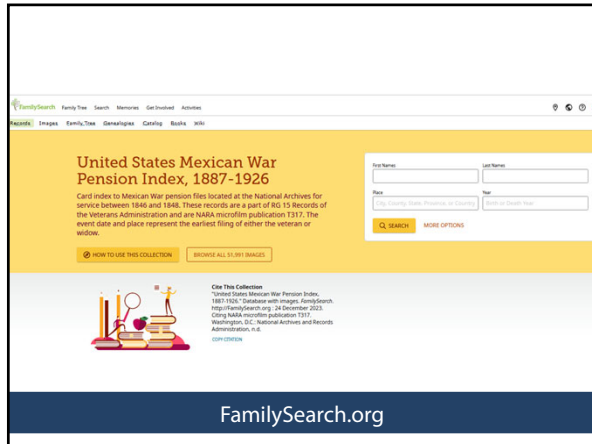 FamilySearch Family Tree Search Memories Get Involved Activities
Records Images Family Tree Genealogies Catalog Books Wiki
United States Mexican War
Pension Index, 1887-1926
Card index to Mexican War pension files located at the National Archives for
service between 1846 and 1848. These records are a part of RG 15 Records of
the Veterans Administration and are NARA microfilm publication T317. The
event date and place represent the earliest filing of either the veteran or
widow.
HOW TO USE THIS COLLECTION BROWSE ALL 51,991 IMAGES
First Names Last Names
Place Year
City, County, State, Province, or Country Birth or Death Year
SEARCH MORE OPTIONS
Cite This Collection
"United States Mexican War Pension Index,
1887-1926." Database with images. FamilySearch.
http://FamilySearch.org : 24 December 2023.
Citing NARA microfilm publication T317.
Washington, D.C.: National Archives and Records
Administration, n.d.
COPY CITATION
FamilySearch.org